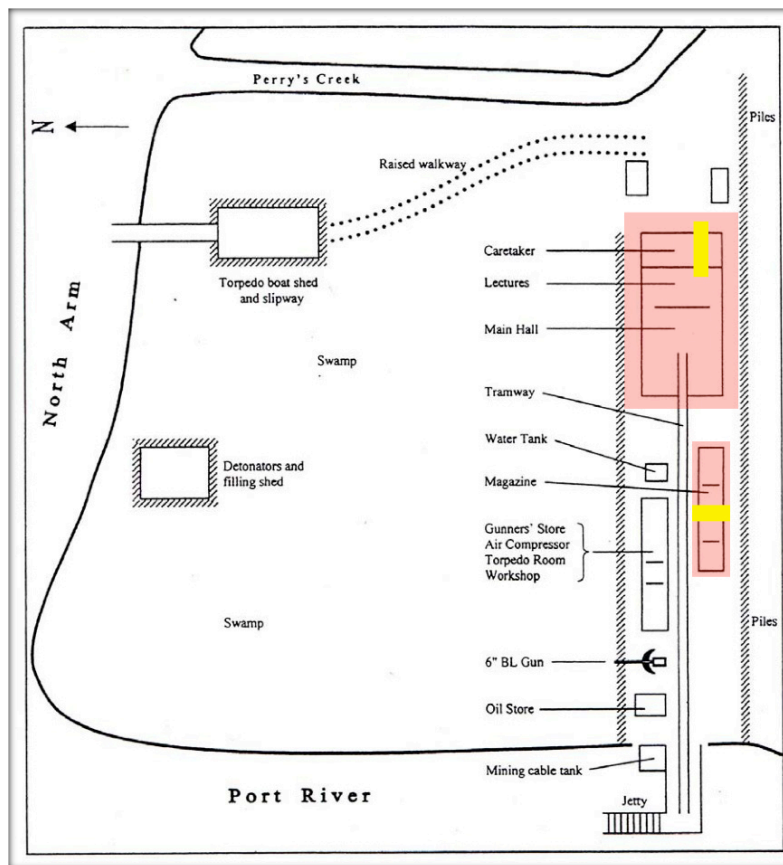 Perry's Creek
N
Piles
Raised walkway
Caretaker
Torpedo boat shed
and slipway
Lectures
North Arm
Main Hall
Swamp
Tramway
Water Tank
Detonators and
filling shed
Magazine
Gunners' Store
Air Compressor
Torpedo Room
Workshop
Swamp
Piles
6" BL Gun
Oil Store
Mining cable tank
Port River
Jetty